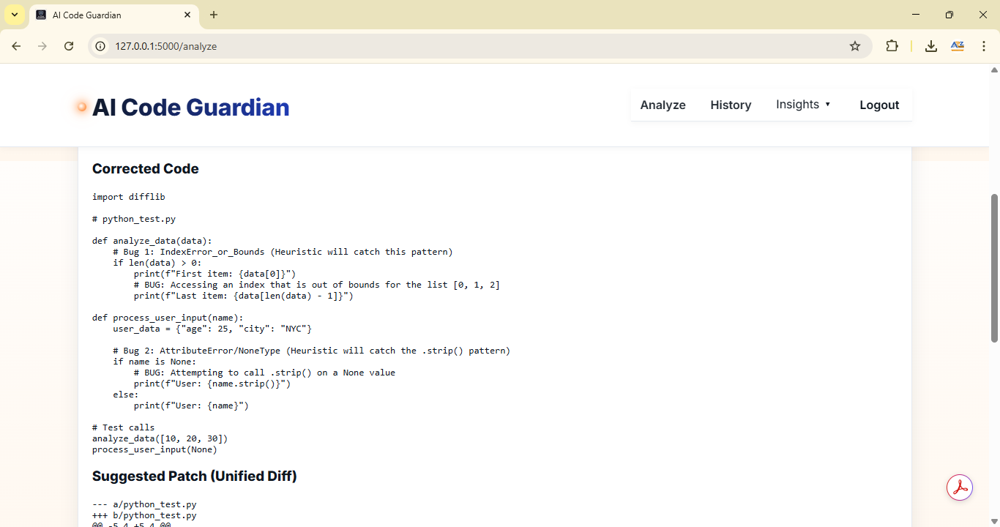 AI Code Guardian
127.0.0.1:5000/analyze
AI Code Guardian
Analyze
History
Insights ▼
Logout
Corrected Code
import difflib
# python_test.py
def analyze_data(data):
    # Bug 1: IndexError_or_Bounds (Heuristic will catch this pattern)
    if len(data) > 0:
        print(f"First item: {data[0]}")
        # BUG: Accessing an index that is out of bounds for the list [0, 1, 2]
        print(f"Last item: {data[len(data) - 1]}")
def process_user_input(name):
    user_data = {"age": 25, "city": "NYC"}
    # Bug 2: AttributeError/NoneType (Heuristic will catch the .strip() pattern)
    if name is None:
        # BUG: Attempting to call .strip() on a None value
        print(f"User: {name.strip()}")
    else:
        print(f"User: {name}")
# Test calls
analyze_data([10, 20, 30])
process_user_input(None)
Suggested Patch (Unified Diff)
--- a/python_test.py
+++ b/python_test.py
@@ -5,4 +5,4 @@